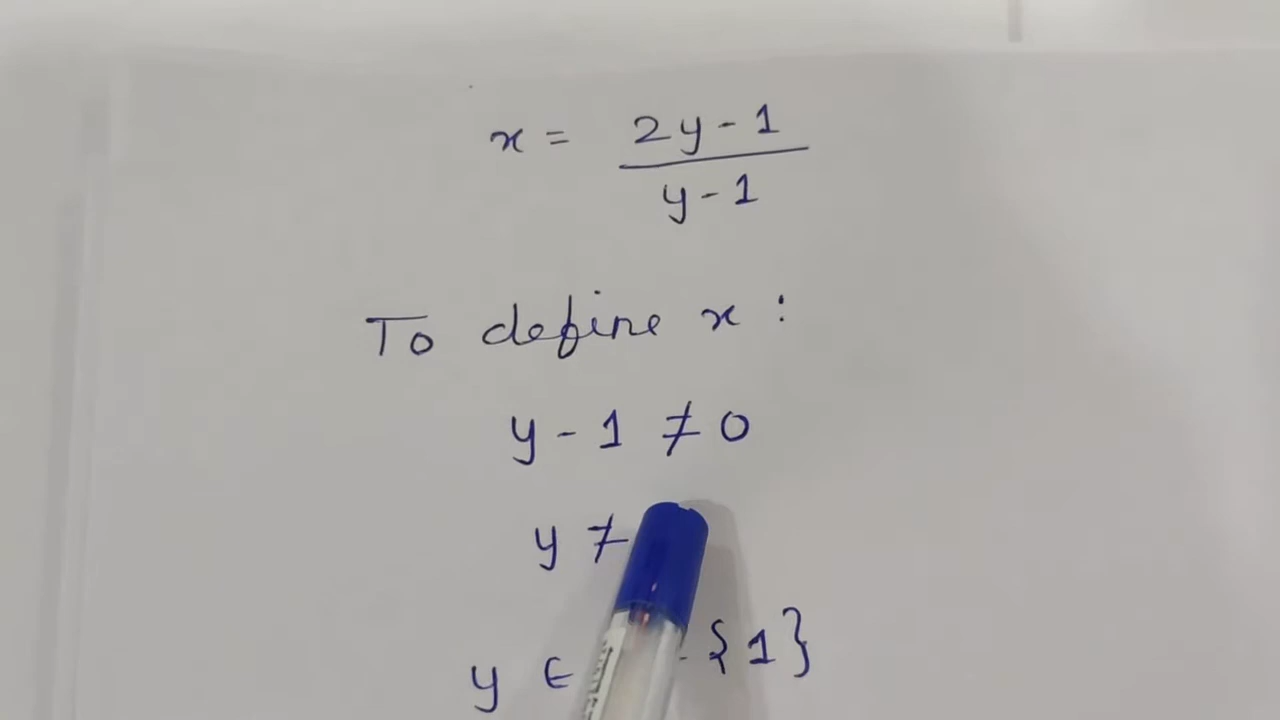 x = 2y - 1 / y - 1
To define x :
y - 1 ≠ 0
y ≠
y ∈ - {1}